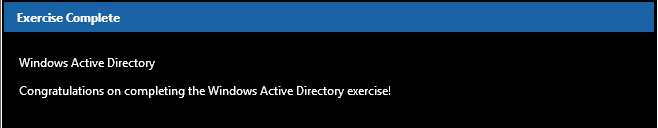 Exercise Complete
Windows Active Directory
Congratulations on completing the Windows Active Directory exercise!